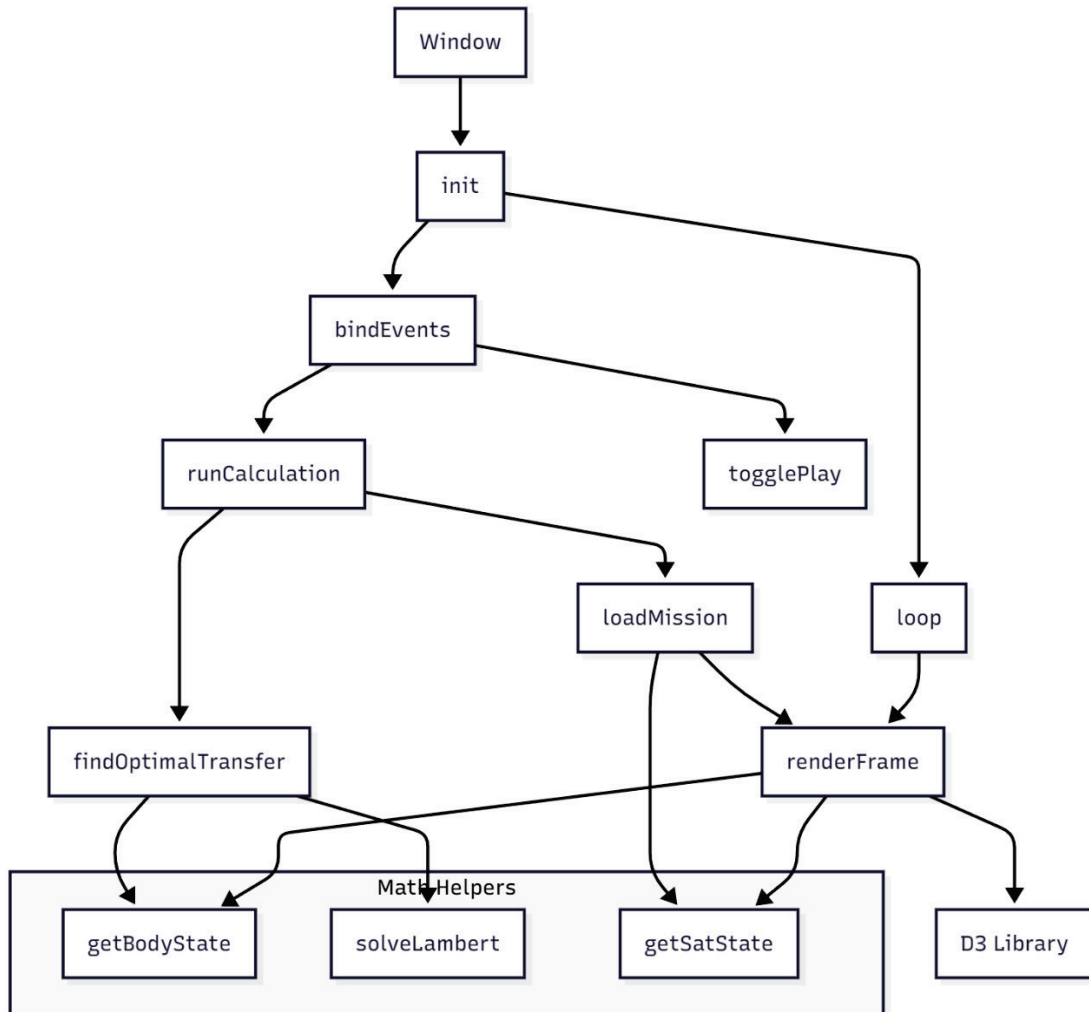 Window
init
bindEvents
runCalculation
togglePlay
loadMission
loop
findOptimalTransfer
renderFrame
Math Helpers
getBodyState
solveLambert
getSatState
D3 Library